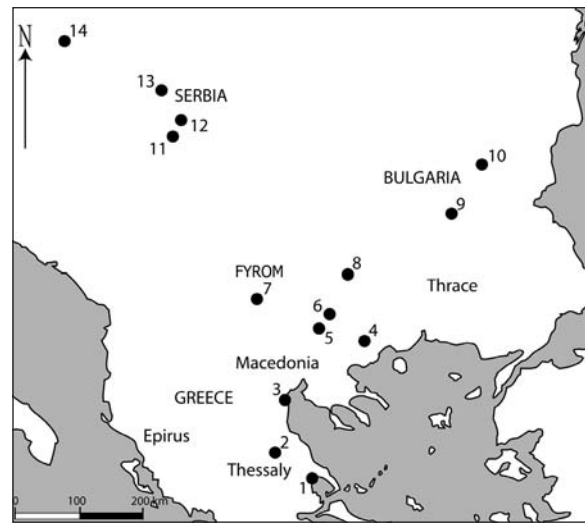 14
N
13
SERBIA
12
11
10
BULGARIA
9
8
FYROM
7
Thrace
6
5
4
Macedonia
3
GREECE
Epirus
2
Thessaly
1
0 100 200 km